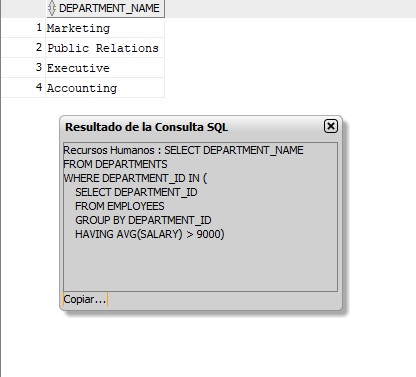 DEPARTMENT_NAME
1 Marketing
2 Public Relations
3 Executive
4 Accounting
Resultado de la Consulta SQL
Recursos Humanos : SELECT DEPARTMENT_NAME
FROM DEPARTMENTS
WHERE DEPARTMENT_ID IN (
SELECT DEPARTMENT_ID
FROM EMPLOYEES
GROUP BY DEPARTMENT_ID
HAVING AVG(SALARY) > 9000)
Copiar...